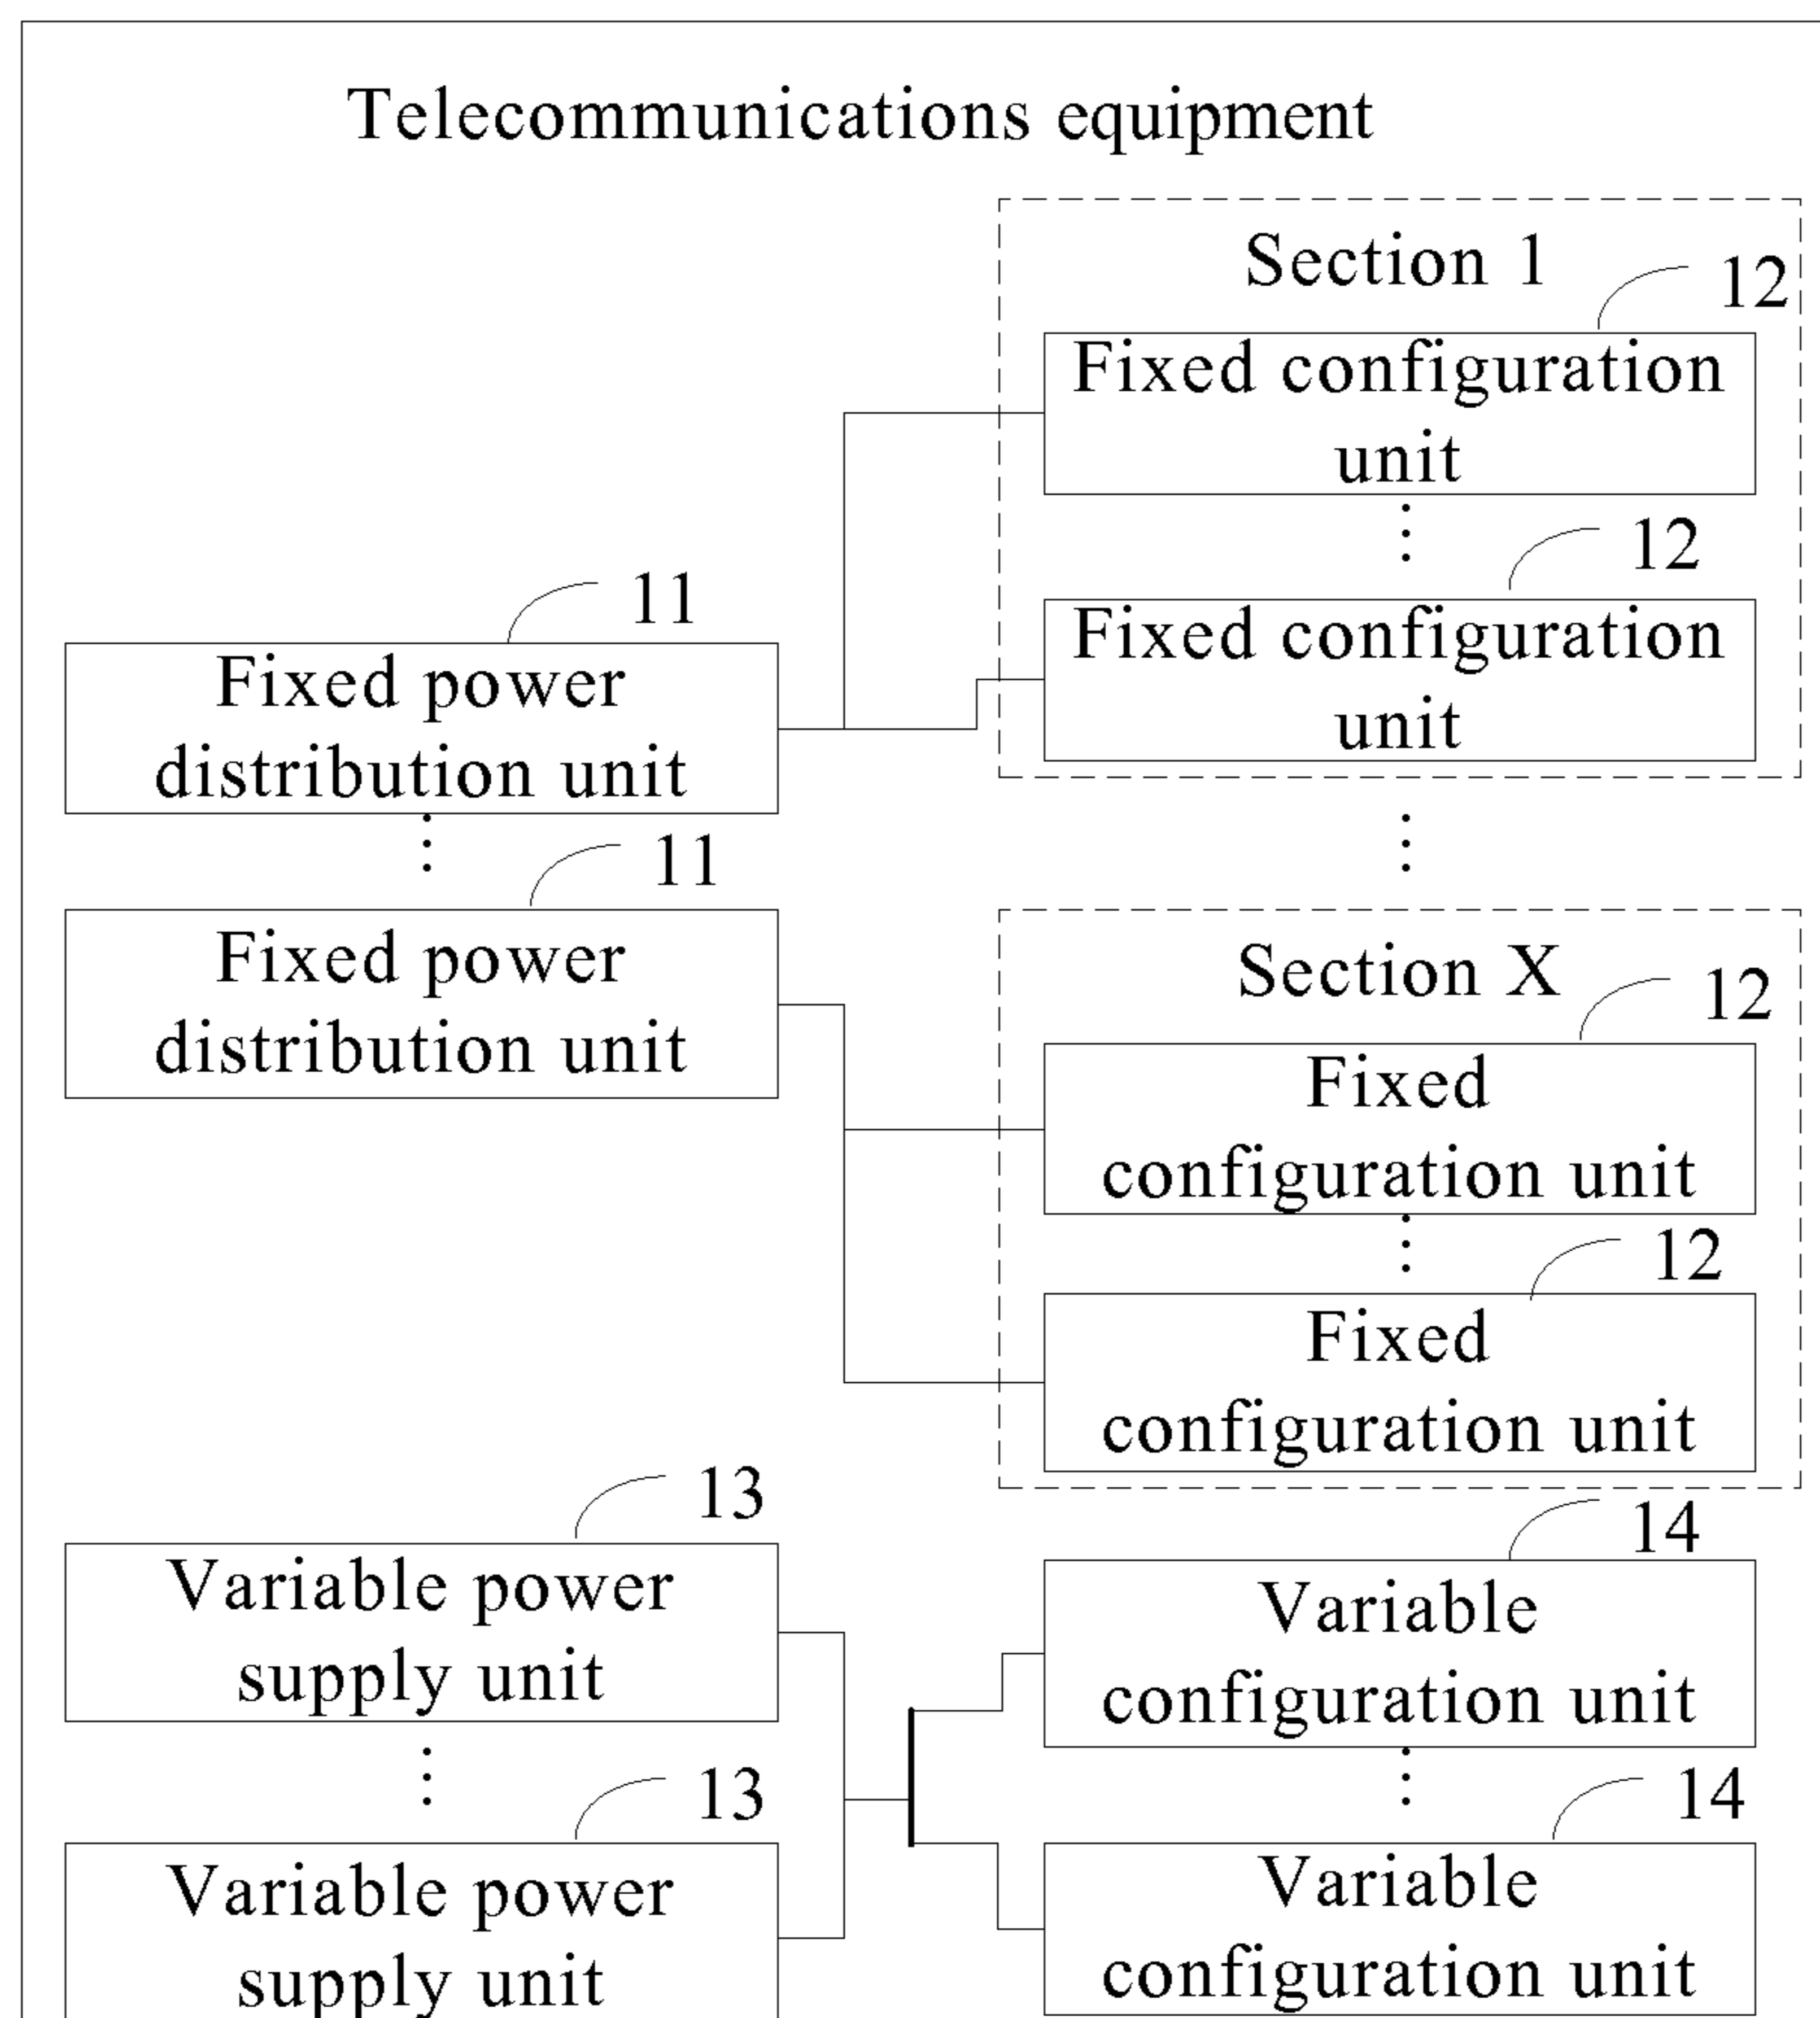 Telecommunications equipment
Section 1
12
Fixed configuration
unit
12
Fixed configuration
unit
11
Fixed power
distribution unit
11
Fixed power
distribution unit
Section X
12
Fixed
configuration unit
12
Fixed
configuration unit
13
Variable power
supply unit
13
Variable power
supply unit
14
Variable
configuration unit
14
Variable
configuration unit